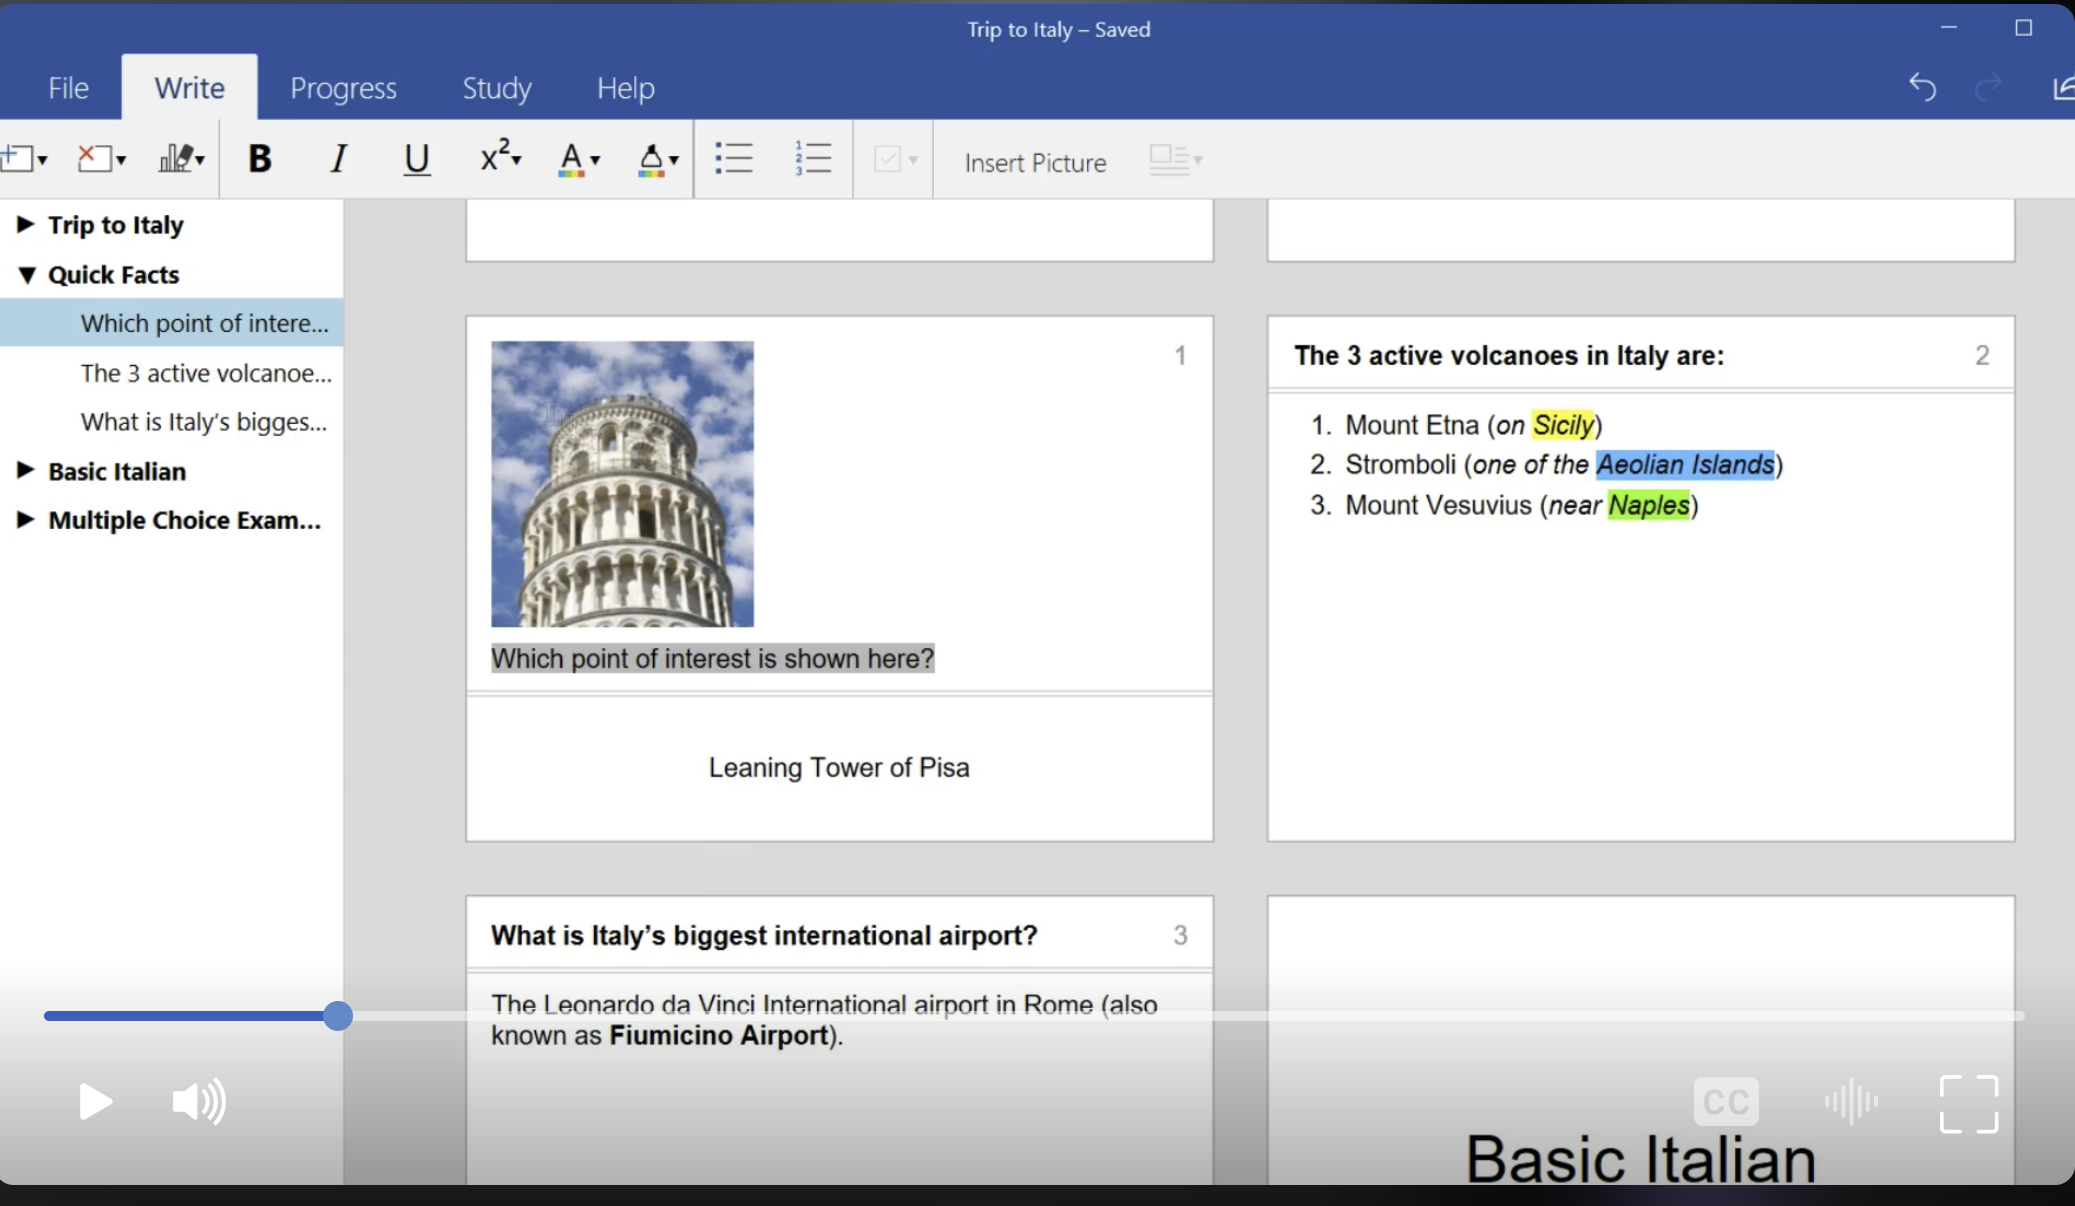 Trip to Italy – Saved
File
Write
Progress
Study
Help
B
I
U
x²
A
1
2
3
Insert Picture
Trip to Italy
Quick Facts
Which point of intere...
The 3 active volcanoe...
What is Italy's bigges...
Basic Italian
Multiple Choice Exam...
1
Which point of interest is shown here?
Leaning Tower of Pisa
The 3 active volcanoes in Italy are:
2
1. Mount Etna (on Sicily)
2. Stromboli (one of the Aeolian Islands)
3. Mount Vesuvius (near Naples)
What is Italy’s biggest international airport?
3
The Leonardo da Vinci International airport in Rome (also
known as Fiumicino Airport).
Basic Italian
CC